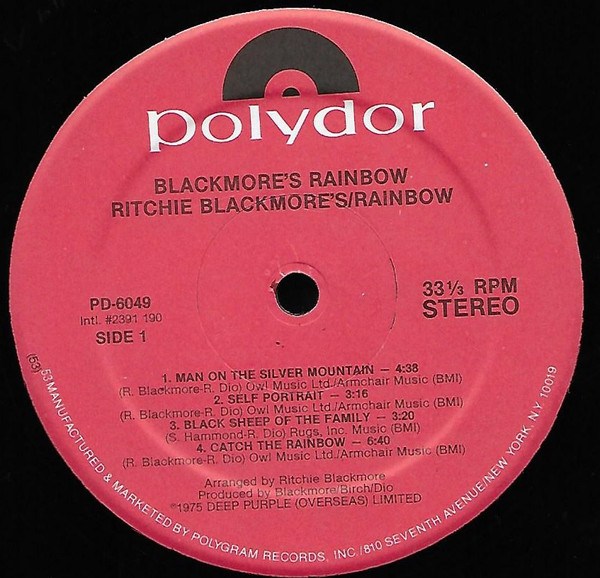 polydor
BLACKMORE'S RAINBOW
RITCHIE BLACKMORE'S/RAINBOW
PD-6049
Intl. #2391 190
SIDE 1
33⅓ RPM
STEREO
1. MAN ON THE SILVER MOUNTAIN — 4:38
(R. Blackmore-R. Dio) Owl Music Ltd./Armchair Music (BMI)
2. SELF PORTRAIT — 3:16
(R. Blackmore-R. Dio) Owl Music Ltd./Armchair Music (BMI)
3. BLACK SHEEP OF THE FAMILY — 3:20
(S. Hammond-R. Dio) Rugs, Inc. Music (BMI)
4. CATCH THE RAINBOW — 6:40
(R. Blackmore-R. Dio) Owl Music Ltd./Armchair Music (BMI)
Arranged by Ritchie Blackmore
Produced by Blackmore/Birch/Dio
℗1975 DEEP PURPLE (OVERSEAS) LIMITED
(53) 53 MANUFACTURED & MARKETED BY POLYGRAM RECORDS, INC./810 SEVENTH AVENUE/NEW YORK, N.Y. 10019